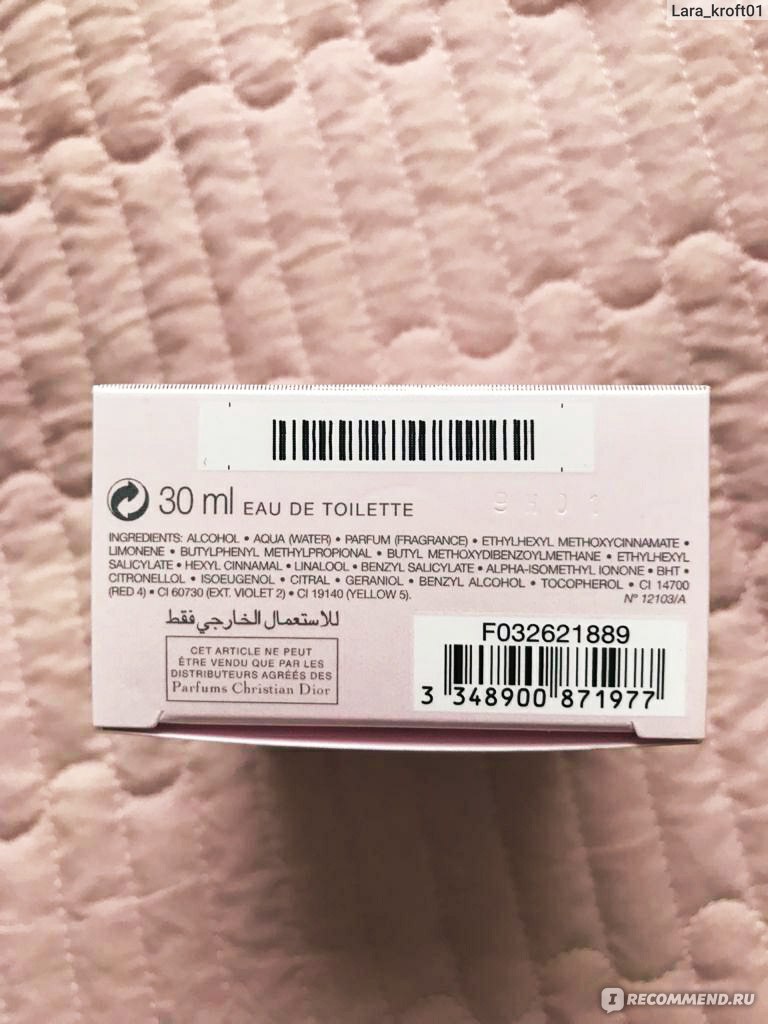 Lara_kroft01
30 ml EAU DE TOILETTE
INGREDIENTS: ALCOHOL • AQUA (WATER) • PARFUM (FRAGRANCE) • ETHYLHEXYL METHOXYCINNAMATE •
LIMONENE • BUTYLPHENYL METHYLPROPIONAL • BUTYL METHOXYDIBENZOYLMETHANE • ETHYLHEXYL
SALICYLATE • HEXYL CINNAMAL • LINALOOL • BENZYL SALICYLATE • ALPHA-ISOMETHYL IONONE • BHT •
CITRONELLOL • ISOEUGENOL • CITRAL • GERANIOL • BENZYL ALCOHOL • TOCOPHEROL • CI 14700
(RED 4) • CI 60730 (EXT. VIOLET 2) • CI 19140 (YELLOW 5).
N° 12103/A
للاستعمال الخارجي فقط
CET ARTICLE NE PEUT
ÊTRE VENDU QUE PAR LES
DISTRIBUTEURS AGRÉÉS DES
Parfums Christian Dior
F032621889
3 348900 871977
IRECOMMEND.RU